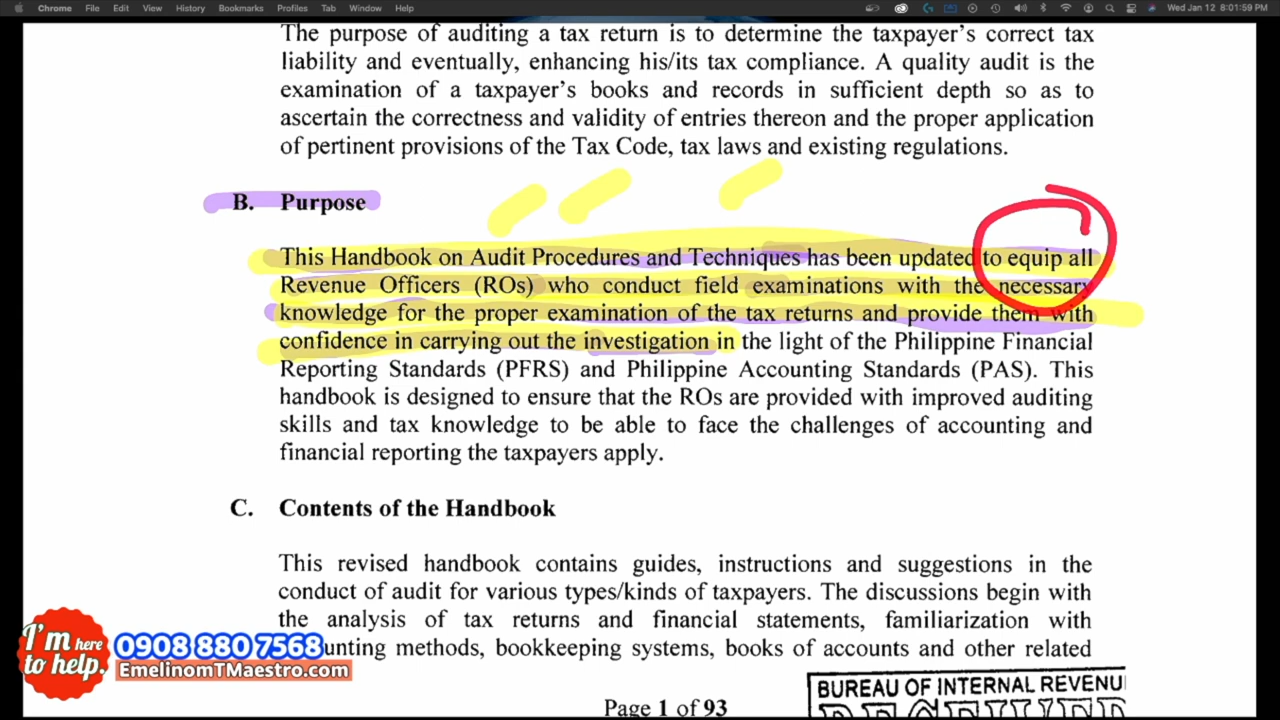 Chrome File Edit View History Bookmarks Profiles Tab Window Help Wed Jan 12 8:01:59 PM
The purpose of auditing a tax return is to determine the taxpayer's correct tax
liability and eventually, enhancing his/its tax compliance. A quality audit is the
examination of a taxpayer's books and records in sufficient depth so as to
ascertain the correctness and validity of entries thereon and the proper application
of pertinent provisions of the Tax Code, tax laws and existing regulations.
B. Purpose
This Handbook on Audit Procedures and Techniques has been updated to equip all
Revenue Officers (ROs) who conduct field examinations with the necessary
knowledge for the proper examination of the tax returns and provide them with
confidence in carrying out the investigation in the light of the Philippine Financial
Reporting Standards (PFRS) and Philippine Accounting Standards (PAS). This
handbook is designed to ensure that the ROs are provided with improved auditing
skills and tax knowledge to be able to face the challenges of accounting and
financial reporting the taxpayers apply.
C. Contents of the Handbook
This revised handbook contains guides, instructions and suggestions in the
conduct of audit for various types/kinds of taxpayers. The discussions begin with
the analysis of tax returns and financial statements, familiarization with
unting methods, bookkeeping systems, books of accounts and other related
I'm here
to help.
0908 880 7568
EmelinomTMaestro.com
BUREAU OF INTERNAL REVENU
Page 1 of 93